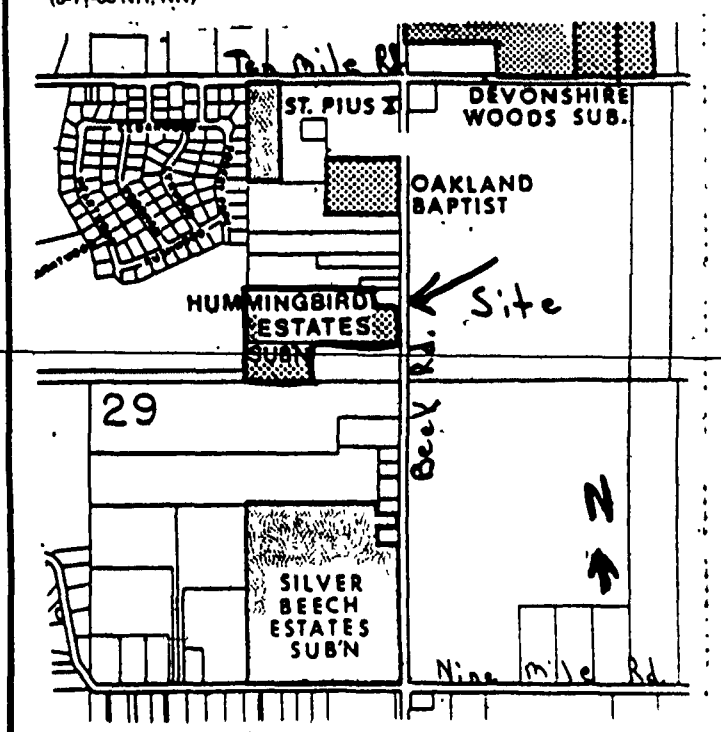 Ten Mile Rd
ST. PIUS X
DEVONSHIRE
WOODS SUB.
OAKLAND
BAPTIST
HUMMINGBIRD
ESTATES
SUB'N
Site
Beck Rd.
29
N
SILVER
BEECH
ESTATES
SUB'N
Nine Mile Rd.